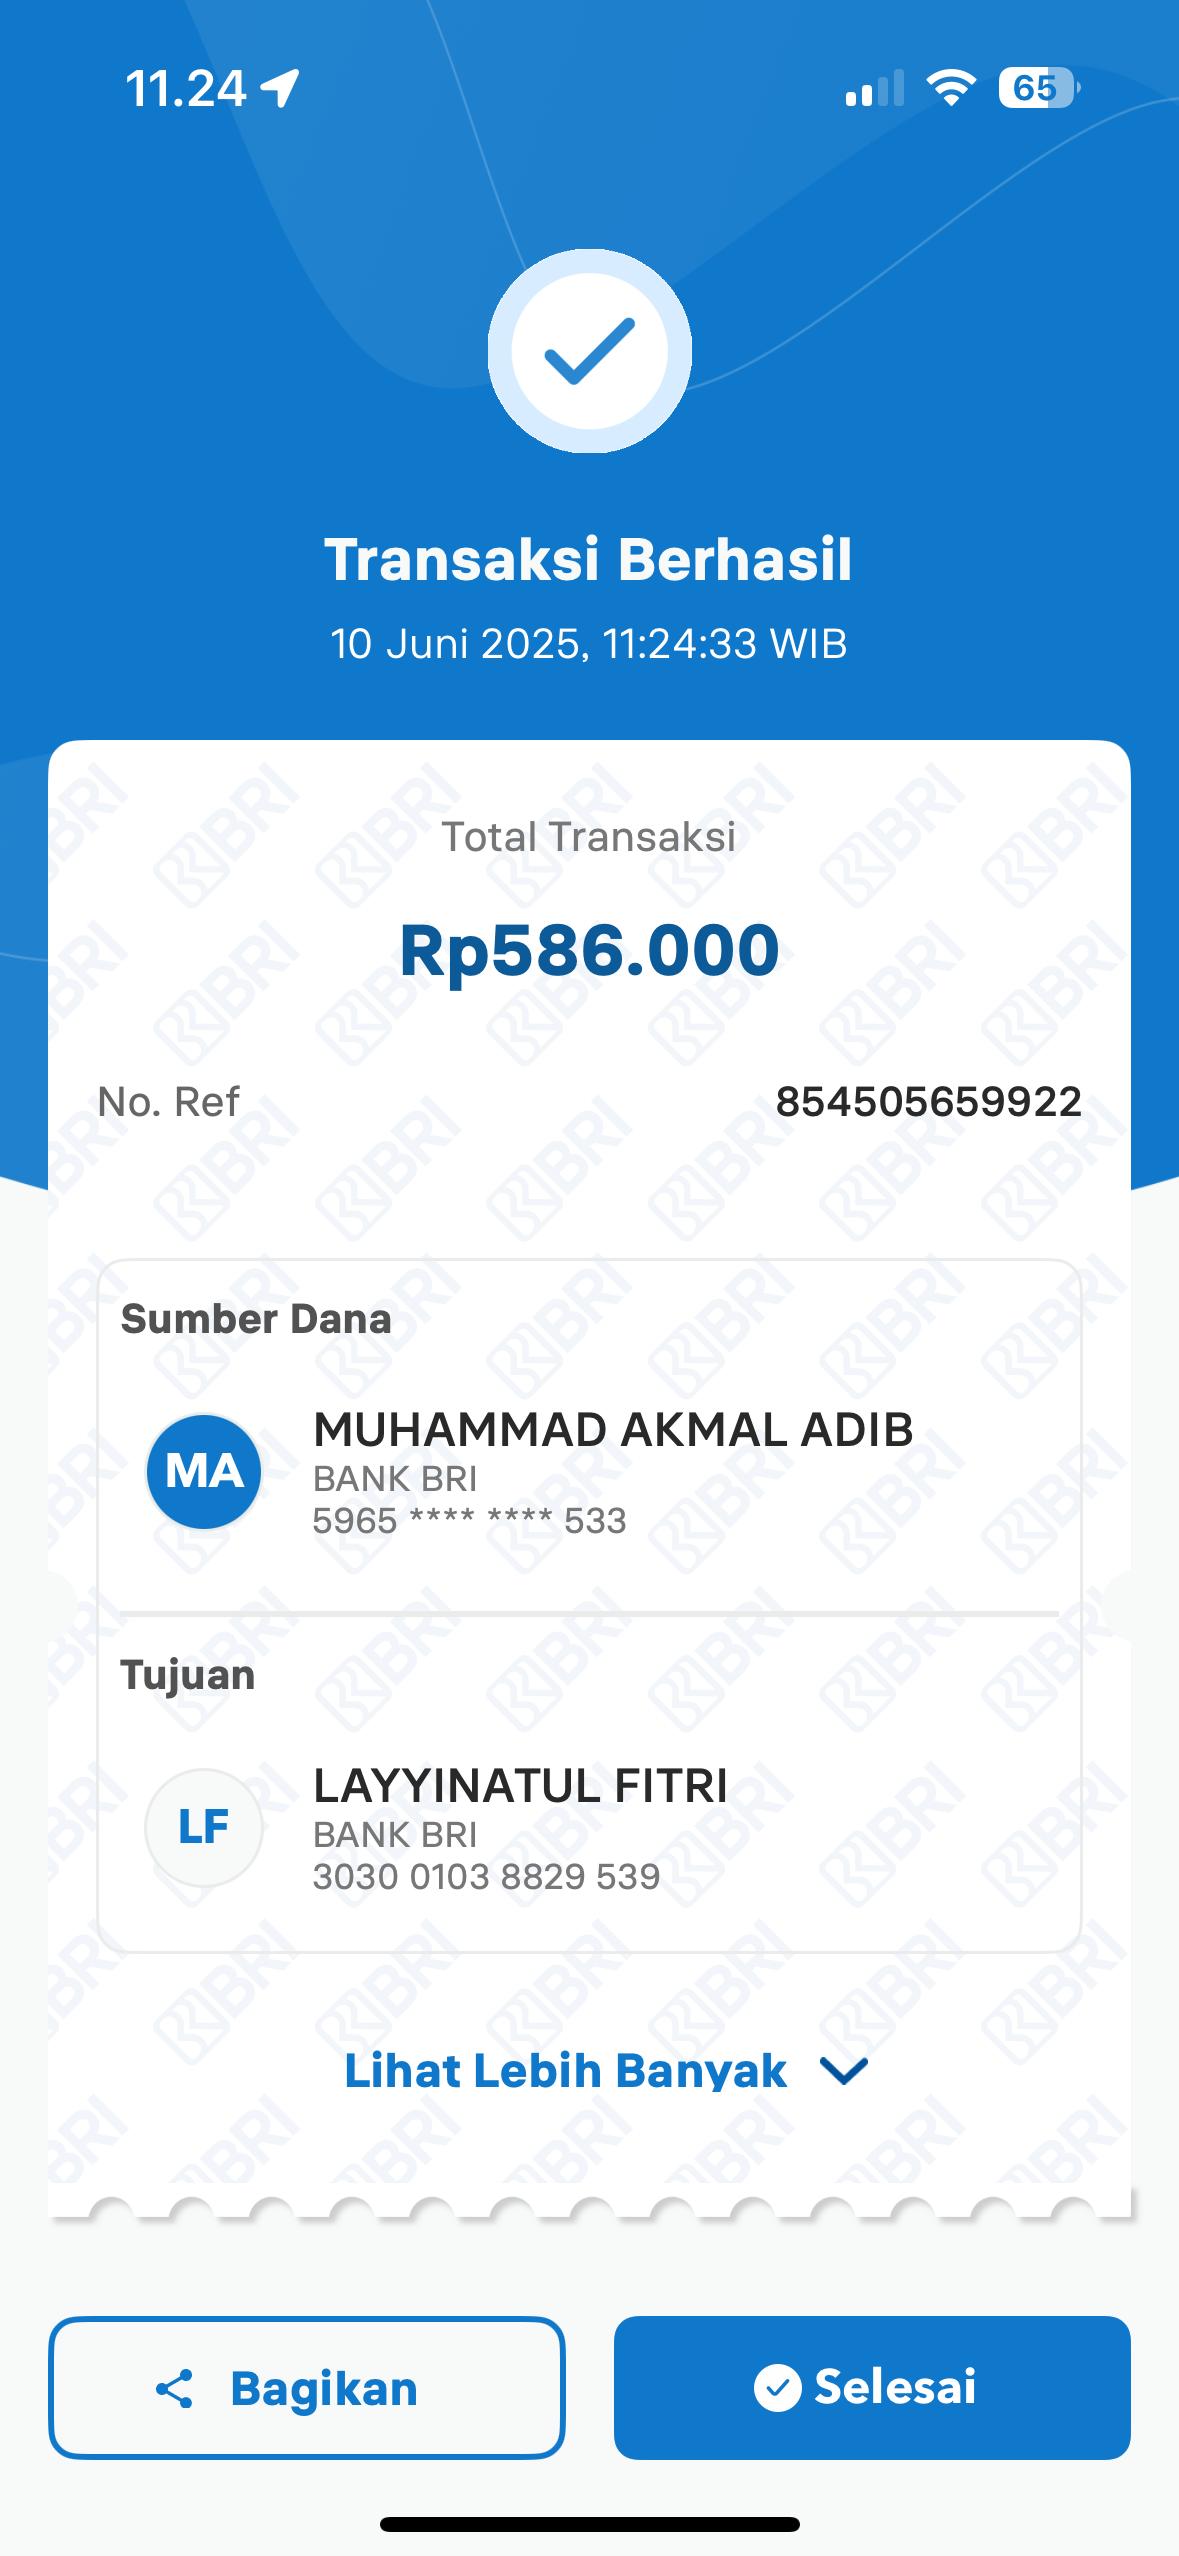 11.24
65
Transaksi Berhasil
10 Juni 2025, 11:24:33 WIB
Total Transaksi
Rp586.000
No. Ref 854505659922
Sumber Dana
MA
MUHAMMAD AKMAL ADIB
BANK BRI
5965 **** **** 533
Tujuan
LF
LAYYINATUL FITRI
BANK BRI
3030 0103 8829 539
Lihat Lebih Banyak
Bagikan
Selesai
BRI